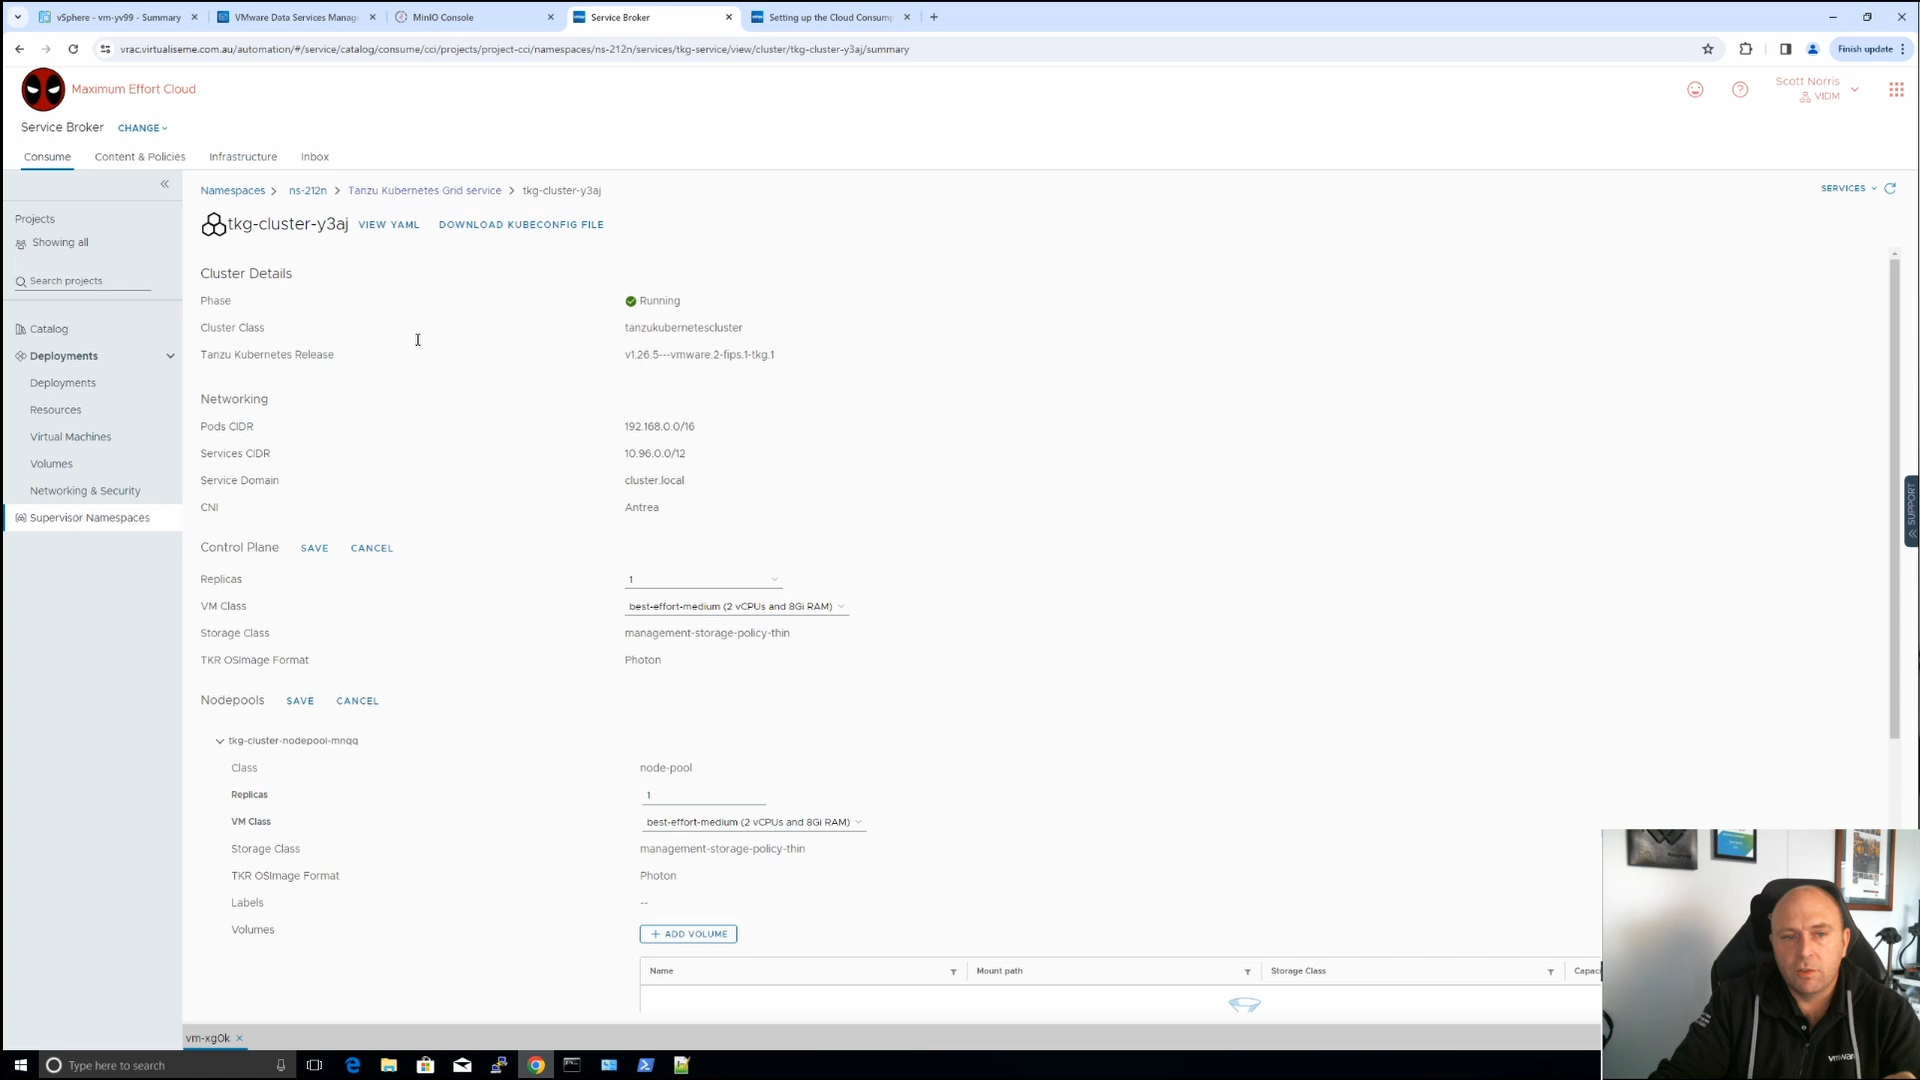 vSphere - vm-yv99 - Summary
VMware Data Services Manag
MinIO Console
Service Broker
Setting up the Cloud Consump
vrac.virtualiseme.com.au/automation/#/service/catalog/consume/cci/projects/project-cci/namespaces/ns-212n/services/tkg-service/view/cluster/tkg-cluster-y3aj/summary
Finish update
Maximum Effort Cloud
Scott Norris
VIDM
Service Broker CHANGE
Consume Content & Policies Infrastructure Inbox
Projects
Showing all
Search projects
Catalog
Deployments
Deployments
Resources
Virtual Machines
Volumes
Networking & Security
Supervisor Namespaces
Namespaces > ns-212n > Tanzu Kubernetes Grid service > tkg-cluster-y3aj
SERVICES
tkg-cluster-y3aj VIEW YAML DOWNLOAD KUBECONFIG FILE
Cluster Details
Phase Running
Cluster Class tanzukubernetescluster
Tanzu Kubernetes Release v1.26.5---vmware.2-fips.1-tkg.1
Networking
Pods CIDR 192.168.0.0/16
Services CIDR 10.96.0.0/12
Service Domain cluster.local
CNI Antrea
SUPPORT
Control Plane SAVE CANCEL
Replicas 1
VM Class best-effort-medium (2 vCPUs and 8Gi RAM)
Storage Class management-storage-policy-thin
TKR OSImage Format Photon
Nodepools SAVE CANCEL
tkg-cluster-nodepool-mnqq
Class node-pool
Replicas 1
VM Class best-effort-medium (2 vCPUs and 8Gi RAM)
Storage Class management-storage-policy-thin
TKR OSImage Format Photon
Labels --
Volumes + ADD VOLUME
Name Mount path Storage Class Capaci
vm-xg0k
Type here to search
vmware